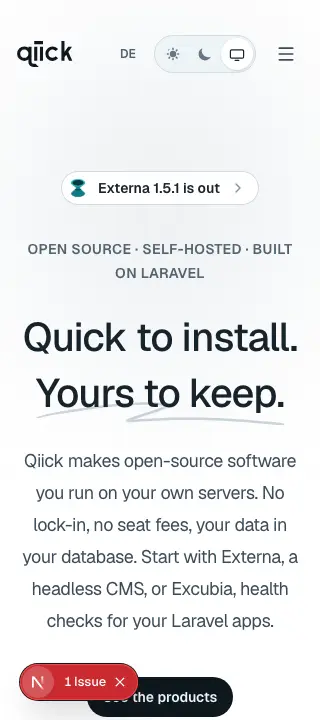 qiick
DE
Externa 1.5.1 is out
OPEN SOURCE · SELF-HOSTED · BUILT
ON LARAVEL
Quick to install.
Yours to keep.
Qiick makes open-source software
you run on your own servers. No
lock-in, no seat fees, your data in
your database. Start with Externa, a
headless CMS, or Excubia, health
checks for your Laravel apps.
N 1 Issue
the products